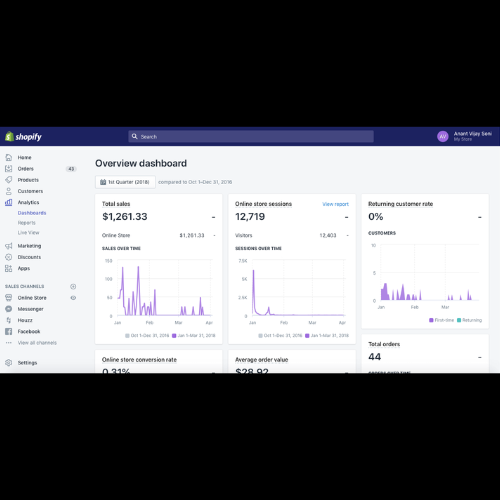 shopify
Search
AV
Anant Vijay Soni
My Store
Home
Orders
43
Products
Customers
Analytics
Dashboards
Reports
Live View
Marketing
Discounts
Apps
SALES CHANNELS
Online Store
Messenger
Houzz
Facebook
View all channels
Settings
Overview dashboard
1st Quarter (2018)
compared to Oct 1–Dec 31, 2016
Total sales
$1,261.33 -
Online Store $1,261.33 -
SALES OVER TIME
150
100
50
0
Jan Feb Mar Apr
Oct 1-Dec 31, 2016 Jan 1-Mar 31, 2018
Online store conversion rate
0.31% -
Online store sessions
View report
12,719 -
Visitors 12,403 -
SESSIONS OVER TIME
7.5K
5K
2.5K
0
Jan Feb Mar Apr
Oct 1-Dec 31, 2016 Jan 1-Mar 31, 2018
Average order value
$28.92 -
Returning customer rate
0% -
CUSTOMERS
10
5
0
Jan Feb Mar
First-time Returning
Total orders
44 -
ORDERS OVER TIME